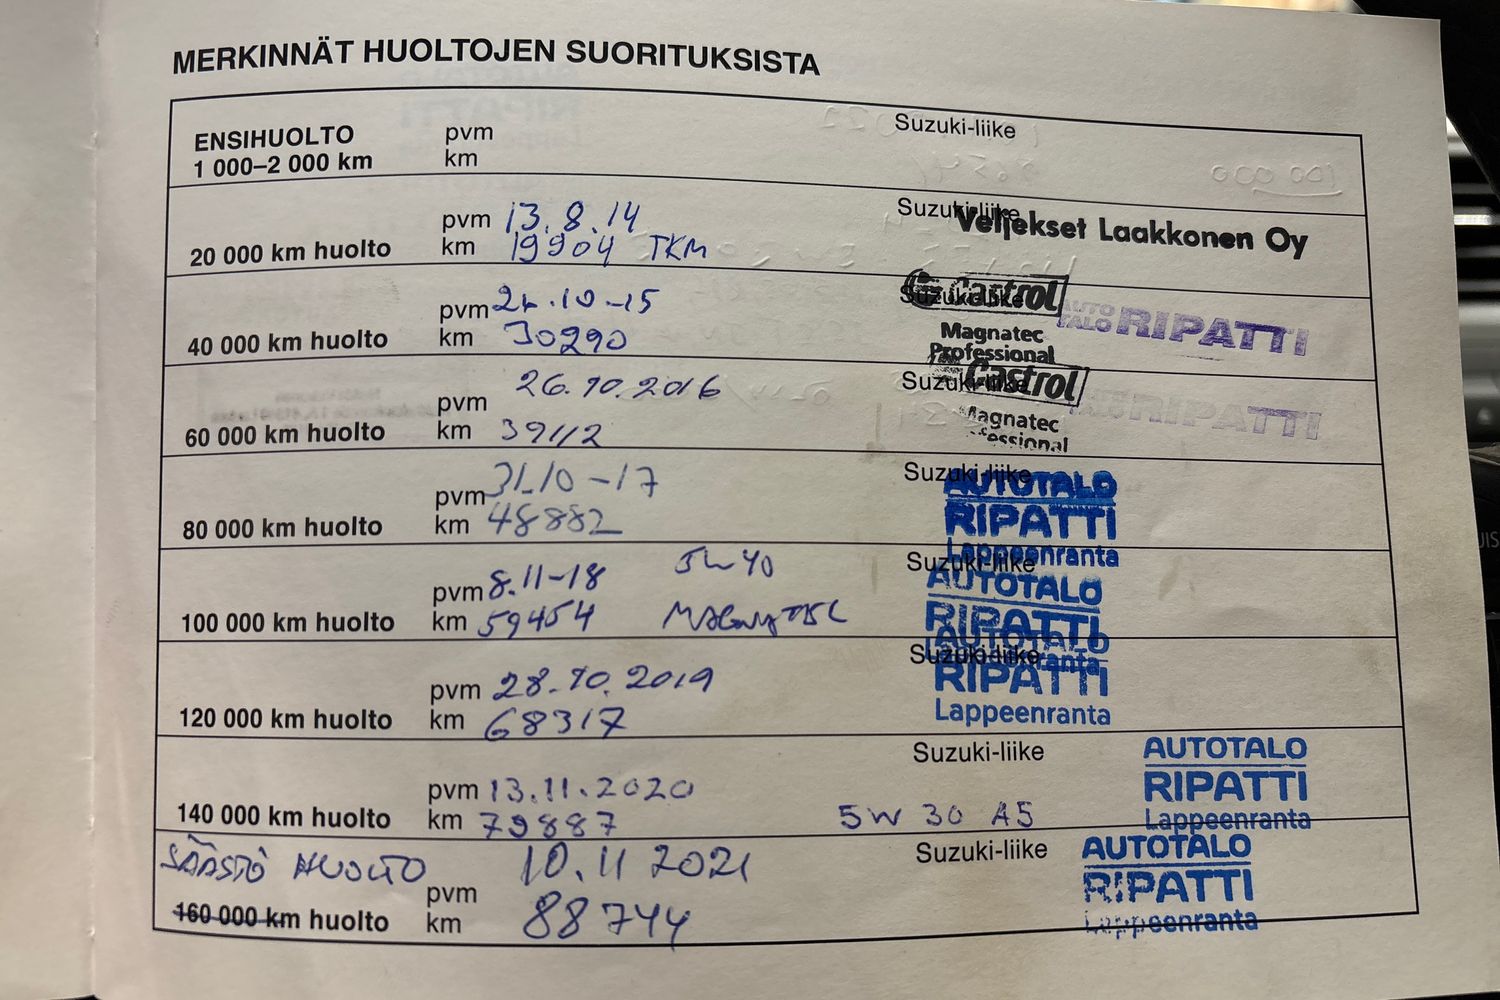 MERKINNÄT HUOLTOJEN SUORITUKSISTA
ENSIHUOLTO
1 000–2 000 km
pvm
km
Suzuki-liike
20 000 km huolto
pvm 13.8.14
km 19904 TKM
Suzuki-liike
Veljekset Laakkonen Oy
40 000 km huolto
pvm 21.10-15
km 30290
Suzuki-liike
Castrol
Magnatec
Professional
AUTO
TALO RIPATTI
60 000 km huolto
pvm 26.10.2016
km 39112
Suzuki-liike
Castrol
Magnatec
RIPATTI
80 000 km huolto
pvm 31.10-17
km 48882
Suzuki-liike
AUTOTALO
RIPATTI
Lappeenranta
100 000 km huolto
pvm 8.11-18
km 59454
Suzuki-liike
AUTOTALO
RIPATTI
120 000 km huolto
pvm 28.10.2019
km 68317
Suzuki-liike
AUTOTALO
RIPATTI
Lappeenranta
140 000 km huolto
pvm 13.11.2020
km 79887
5W 30 A5
Suzuki-liike
AUTOTALO
RIPATTI
Lappeenranta
SÄÄSTÖ HUOLTO
160 000 km huolto
pvm 10.11 2021
km 88744
Suzuki-liike
AUTOTALO
RIPATTI
Lappeenranta